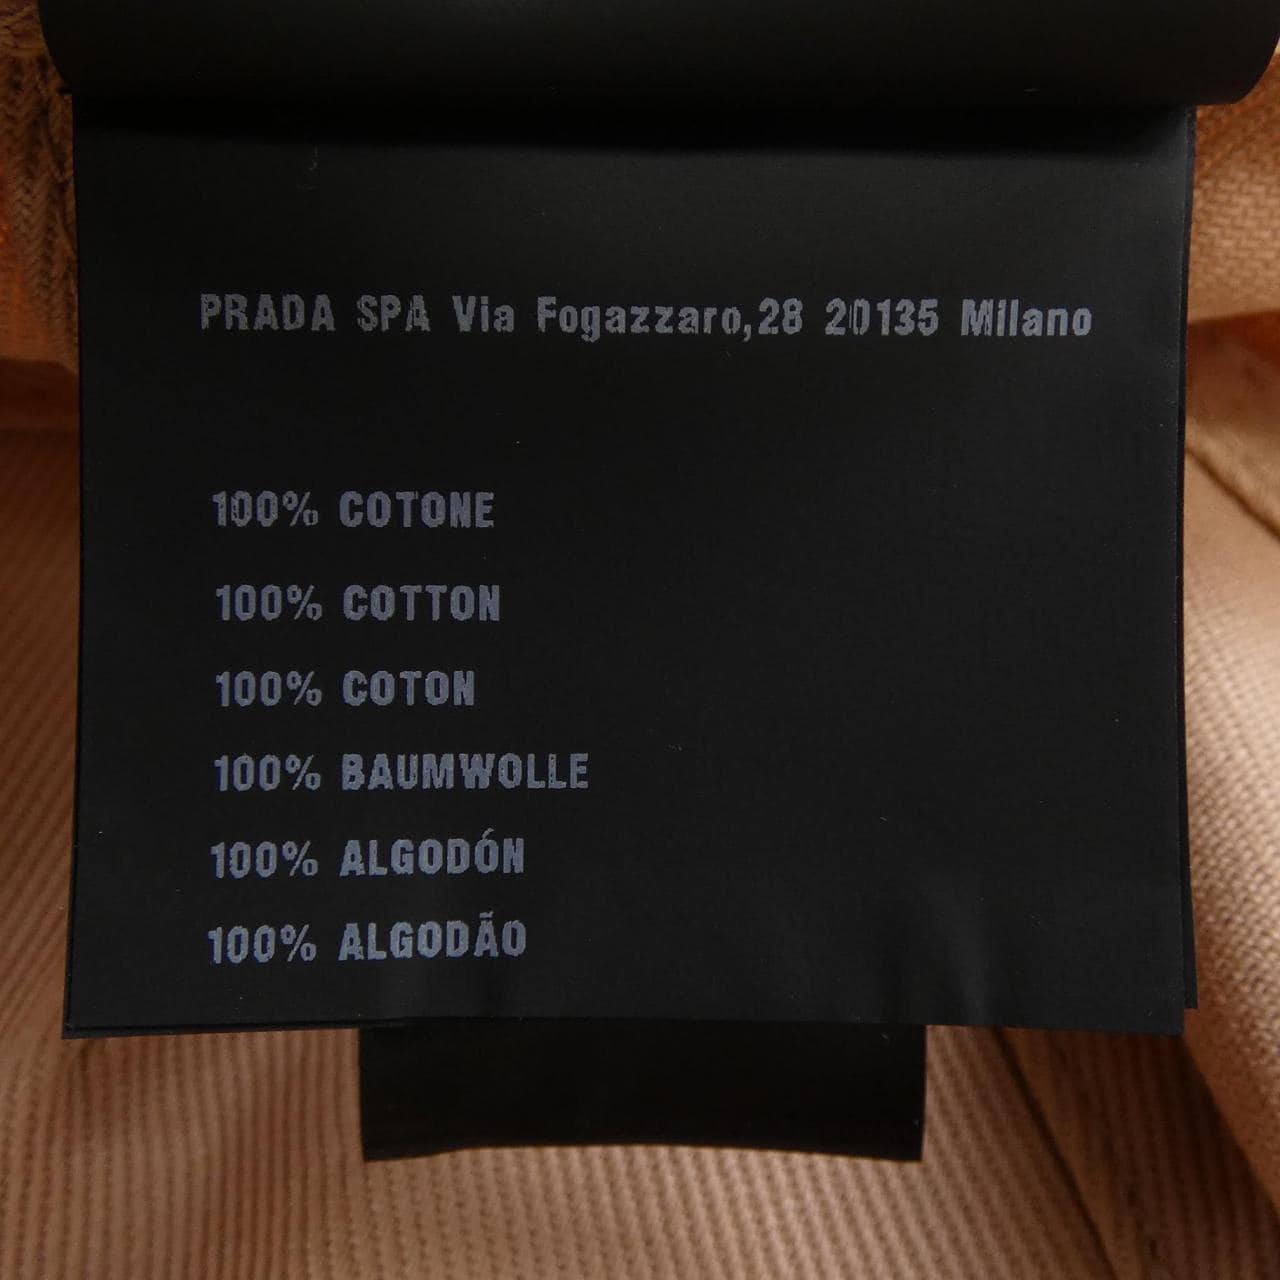 PRADA SPA Via Fogazzaro,28 20135 Milano
100% COTONE
100% COTTON
100% COTON
100% BAUMWOLLE
100% ALGODÓN
100% ALGODÃO